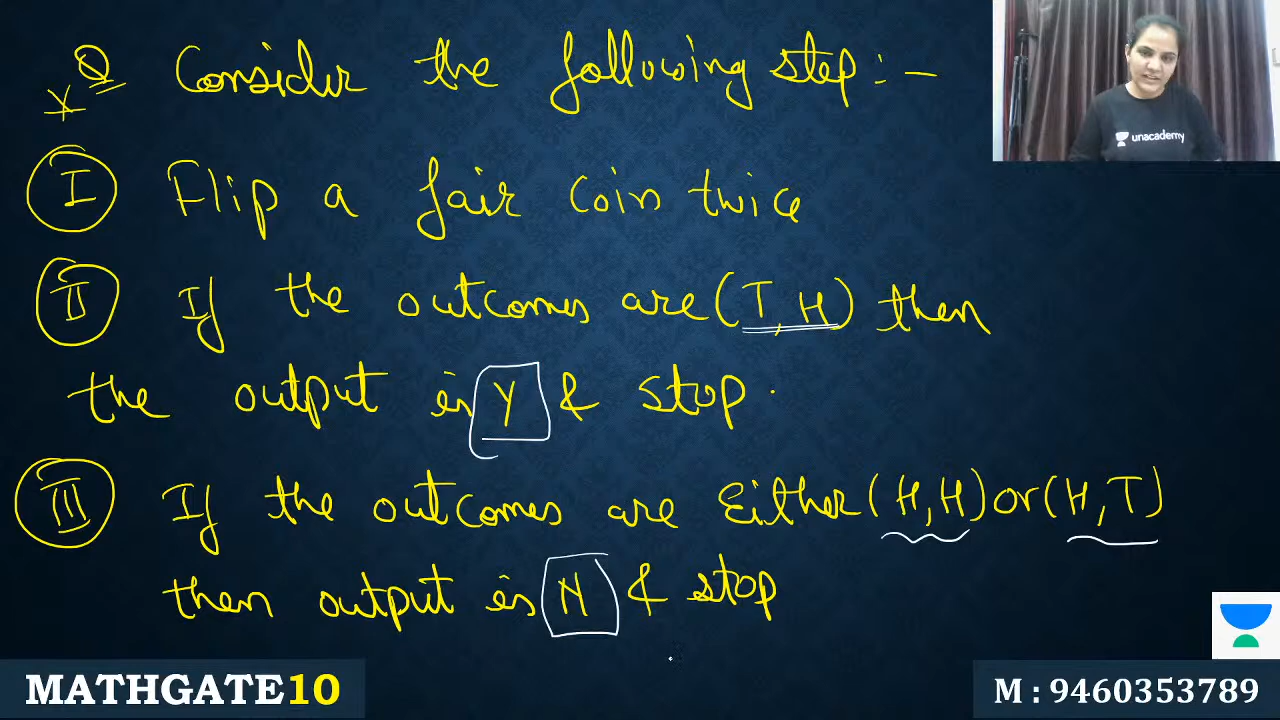 Q Consider the following step:-
I Flip a fair coin twice
II If the outcomes are (T,H) then
the output is Y & stop.
III If the outcomes are Either (H,H) or (H,T)
then output is N & stop
unacademy
MATHGATE10
M : 9460353789